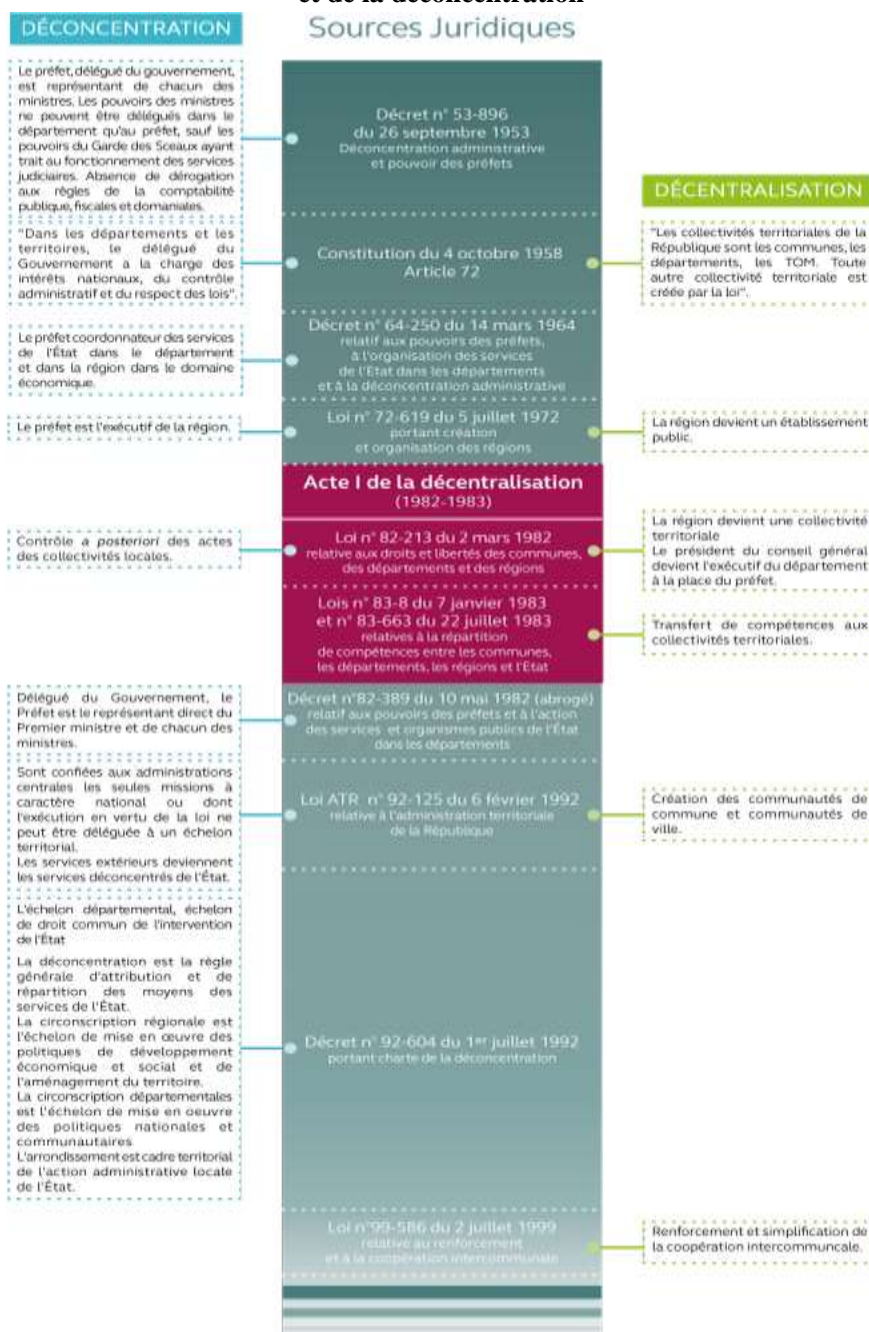 et de la déconcentration
DÉCONCENTRATION
Sources Juridiques
Le préfet, délégué du gouvernement,
est représentant de chacun des
ministres. Les pouvoirs des ministres
ne peuvent être délégués dans le
département qu'au préfet, sauf les
pouvoirs du Garde des Sceaux ayant
trait au fonctionnement des services
judiciaires. Absence de dérogation
aux règles de la comptabilité
publique, fiscales et domaniales.
Décret n° 53-896
du 26 septembre 1953
Déconcentration administrative
et pouvoir des préfets
DÉCENTRALISATION
"Dans les départements et les
territoires, le délégué du
Gouvernement a la charge des
intérêts nationaux, du contrôle
administratif et du respect des lois".
Constitution du 4 octobre 1958
Article 72
"Les collectivités territoriales de la
République sont les communes, les
départements, les TOM. Toute
autre collectivité territoriale est
créée par la loi".
Le préfet coordonnateur des services
de l'État dans le département
et dans la région dans le domaine
économique.
Décret n° 64-250 du 14 mars 1964
relatif aux pouvoirs des préfets,
à l'organisation des services
de l'État dans les départements
et à la déconcentration administrative
Le préfet est l'exécutif de la région.
Loi n° 72-619 du 5 juillet 1972
portant création
et organisation des régions
La région devient un établissement
public.
Acte I de la décentralisation
(1982-1983)
Contrôle a posteriori des actes
des collectivités locales.
Loi n° 82-213 du 2 mars 1982
relative aux droits et libertés des communes,
des départements et des régions
La région devient une collectivité
territoriale
Le président du conseil général
devient l'exécutif du département
à la place du préfet.
Lois n° 83-8 du 7 janvier 1983
et n° 83-663 du 22 juillet 1983
relatives à la répartition
de compétences entre les communes,
les départements, les régions et l'État
Transfert de compétences aux
collectivités territoriales.
Délégué du Gouvernement, le
Préfet est le représentant direct du
Premier ministre et de chacun des
ministres.
Décret n°82-389 du 10 mai 1982 (abrogé)
relatif aux pouvoirs des préfets et à l'action
des services et organismes publics de l'État
dans les départements
Sont confiées aux administrations
centrales les seules missions à
caractère national ou dont
l'exécution en vertu de la loi ne
peut être déléguée à un échelon
territorial.
Les services extérieurs deviennent
les services déconcentrés de l'État.
Loi ATR n° 92-125 du 6 février 1992
relative à l'administration territoriale
de la République
Création des communautés de
commune et communautés de
ville.
L'échelon départemental, échelon
de droit commun de l'intervention
de l'État
La déconcentration est la règle
générale d'attribution et de
répartition des moyens des
services de l'État.
La circonscription régionale est
l'échelon de mise en œuvre des
politiques de développement
économique et social et de
l'aménagement du territoire.
La circonscription départementales
est l'échelon de mise en oeuvre
des politiques nationales et
communautaires
L'arrondissement est cadre territorial
de l'action administrative locale
de l'État.
Décret n° 92-604 du 1er juillet 1992
portant charte de la déconcentration
Loi n°99-586 du 2 juillet 1999
relative au renforcement
et à la coopération intercommunale
Renforcement et simplification de
la coopération intercommuncale.